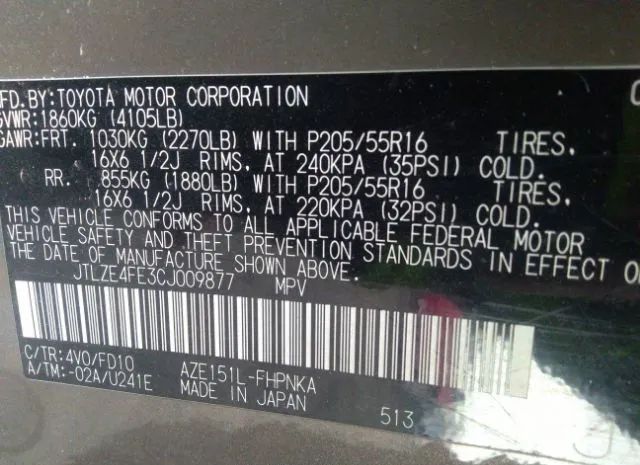 MFD.BY:TOYOTA MOTOR CORPORATION
GVWR:1860KG (4105LB)
GAWR:FRT. 1030KG (2270LB) WITH P205/55R16 TIRES,
16X6 1/2J RIMS, AT 240KPA (35PSI) COLD.
RR. 855KG (1880LB) WITH P205/55R16 TIRES,
16X6 1/2J RIMS, AT 220KPA (32PSI) COLD.
THIS VEHICLE CONFORMS TO ALL APPLICABLE FEDERAL MOTOR
VEHICLE SAFETY AND THEFT PREVENTION STANDARDS IN EFFECT O
THE DATE OF MANUFACTURE SHOWN ABOVE.
JTLZE4FE3CJ009877 MPV
C/TR:4V0/FD10 AZE151L-FHPNKA
A/TM:-02A/U241E MADE IN JAPAN
513